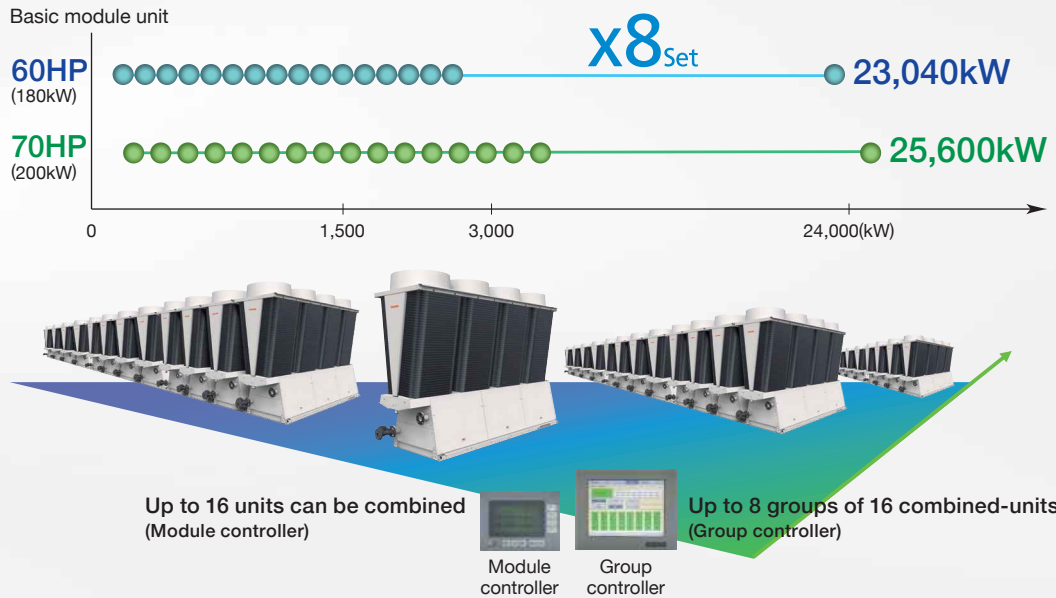 Basic module unit
60HP
(180kW)
x8 Set
23,040kW
70HP
(200kW)
25,600kW
0
1,500
3,000
24,000(kW)
Up to 16 units can be combined
(Module controller)
Up to 8 groups of 16 combined-units
(Group controller)
Module
controller
Group
controller